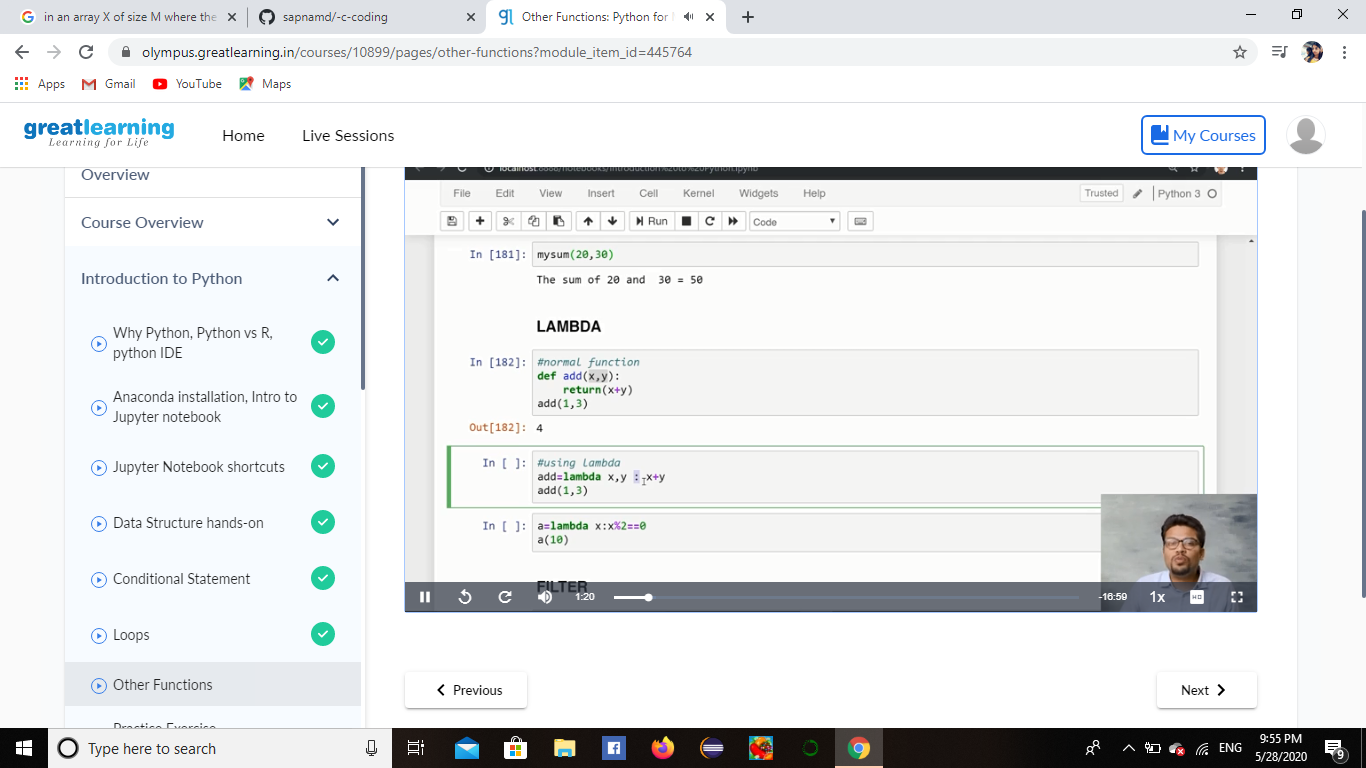 in an array X of size M where the
sapnamd/-c-coding
Other Functions: Python for
olympus.greatlearning.in/courses/10899/pages/other-functions?module_item_id=445764
Apps
Gmail
YouTube
Maps
greatlearning
Learning for Life
Home
Live Sessions
My Courses
Overview
Course Overview
Introduction to Python
Why Python, Python vs R,
python IDE
Anaconda installation, Intro to
Jupyter notebook
Jupyter Notebook shortcuts
Data Structure hands-on
Conditional Statement
Loops
Other Functions
Practice Exercise
localhost:8888/notebooks/Introduction%20to%20Python.ipynb
File Edit View Insert Cell Kernel Widgets Help
Trusted
Python 3
Run
Code
In [181]: mysum(20,30)
The sum of 20 and  30 = 50
LAMBDA
In [182]: #normal function
def add(x,y):
    return(x+y)
add(1,3)
Out[182]: 4
In [ ]: #using lambda
add=lambda x,y : x+y
add(1,3)
In [ ]: a=lambda x:x%2==0
a(10)
FILTER
1:20
-16:59
1x
HD
Previous
Next
Type here to search
ENG
9:55 PM
5/28/2020
9